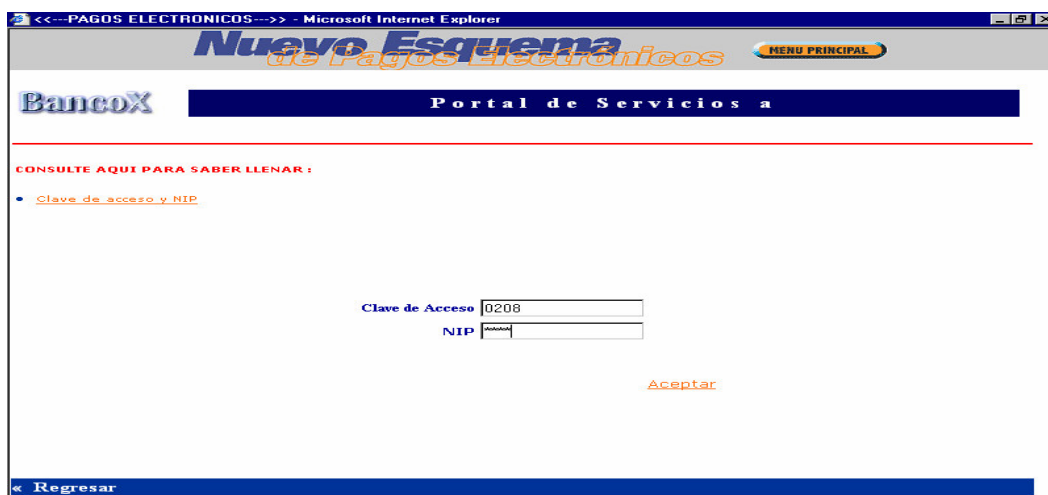 <<---PAGOS ELECTRONICOS--->> - Microsoft Internet Explorer
Nuevo Esquema
de Pagos Electrónicos
MENU PRINCIPAL
BancoX
Portal de Servicios a
CONSULTE AQUI PARA SABER LLENAR :
• Clave de acceso y NIP
Clave de Acceso 0208
NIP ****
Aceptar
« Regresar